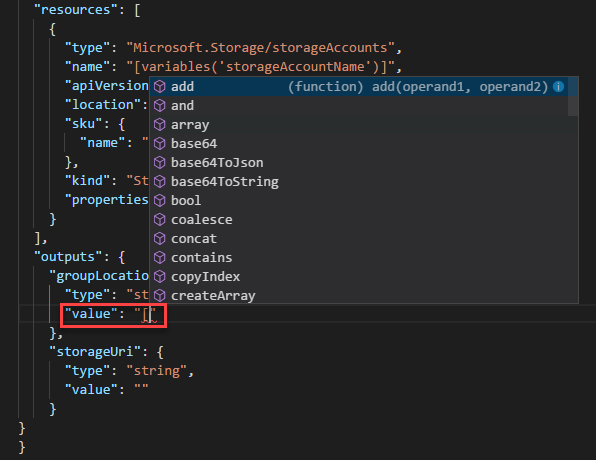 "resources": [
{
"type": "Microsoft.Storage/storageAccounts",
"name": "[variables('storageAccountName')]",
"apiVersion
"location":
"sku": {
"name": "
},
"kind": "St
"properties
}
],
"outputs": {
"groupLocatio
"type": "st
"value": "["
},
"storageUri": {
"type": "string",
"value": ""
}
}
}
add (function) add(operand1, operand2)
and
array
base64
base64ToJson
base64ToString
bool
coalesce
concat
contains
copyIndex
createArray